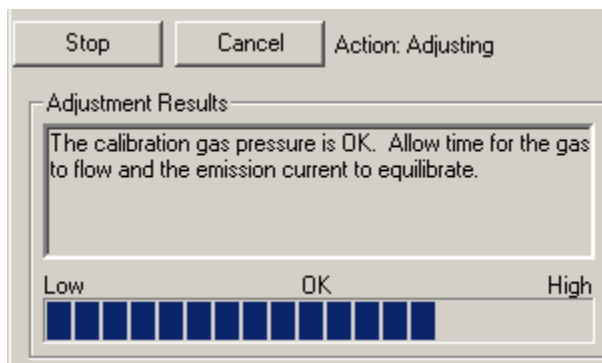 Stop Cancel Action: Adjusting
Adjustment Results
The calibration gas pressure is OK.  Allow time for the gas
to flow and the emission current to equilibrate.
Low OK High